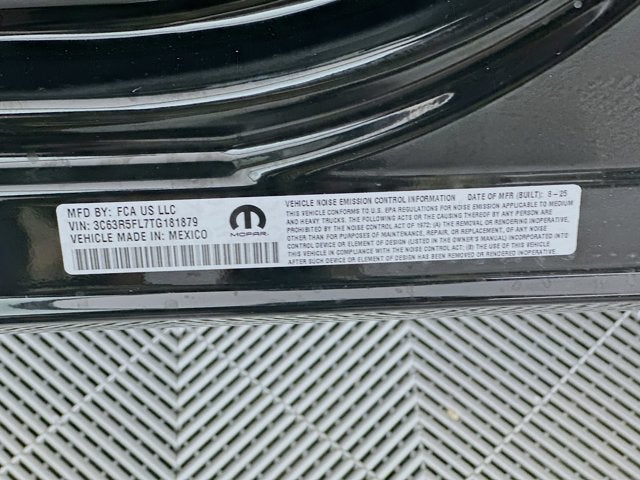 MFD BY: FCA US LLC
VIN: 3C63R5FL7TG181879
VEHICLE MADE IN: MEXICO
MOPAR
VEHICLE NOISE EMISSION CONTROL INFORMATION DATE OF MFR (BUILT): 8-25
THIS VEHICLE CONFORMS TO U.S. EPA REGULATIONS FOR NOISE EMISSION APPLICABLE TO MEDIUM
AND HEAVY TRUCKS. THE FOLLOWING ACTS OR THE CAUSING THEREOF BY ANY PERSON ARE
PROHIBITED BY THE NOISE CONTROL ACT OF 1972: (A) THE REMOVAL OR RENDERING INOPERATIVE,
OTHER THAN FOR PURPOSES OF MAINTENANCE, REPAIR, OR REPLACEMENT, OF ANY NOISE
CONTROL DEVICE OR ELEMENT OF DESIGN (LISTED IN THE OWNER'S MANUAL) INCORPORATED INTO
THIS VEHICLE IN COMPLIANCE WITH THE NOISE CONTROL ACT; (B) THE USE OF THIS VEHICLE
AFTER SUCH DEVICE OR ELEMENT OF DESIGN HAS BEEN REMOVED OR RENDERED INOPERATIVE.